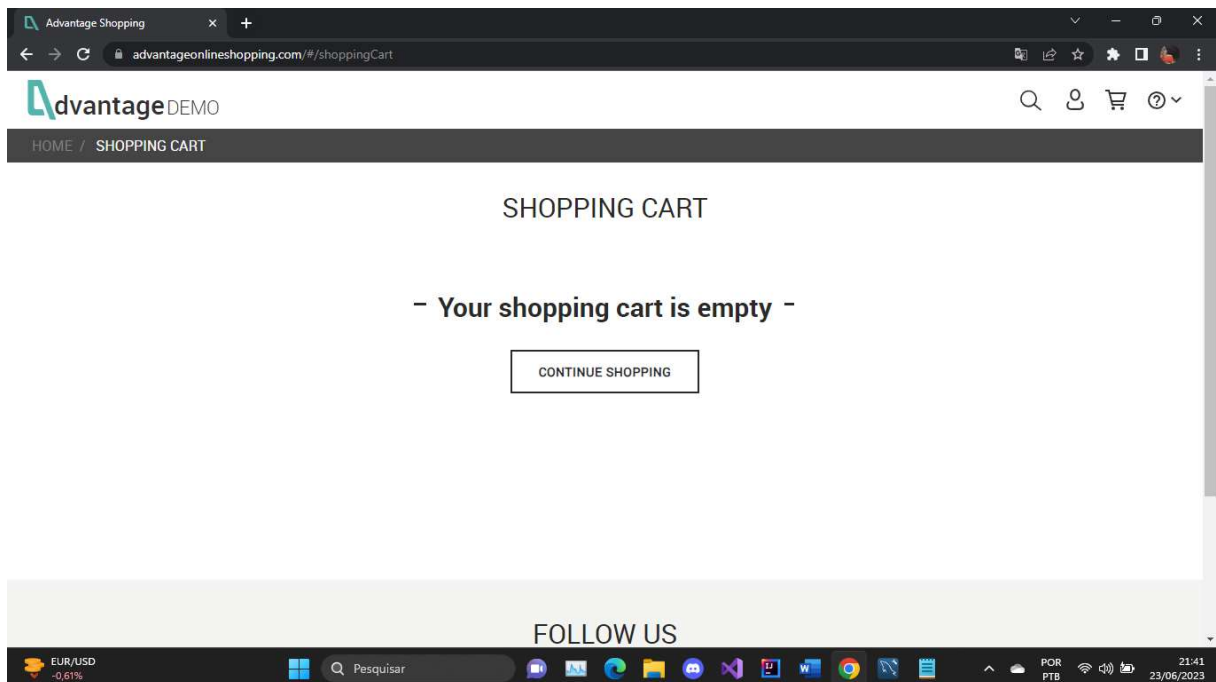 Advantage Shopping
advantageonlineshopping.com/#/shoppingCart
dvantage DEMO
HOME / SHOPPING CART
SHOPPING CART
- Your shopping cart is empty -
CONTINUE SHOPPING
FOLLOW US
EUR/USD
-0,61%
Pesquisar
POR
PTB
21:41
23/06/2023